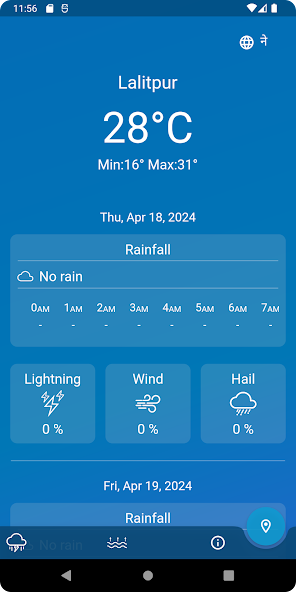 11:56
ने
Lalitpur
28°C
Min:16° Max:31°
Thu, Apr 18, 2024
Rainfall
No rain
0AM 1AM 2AM 3AM 4AM 5AM 6AM 7AM
- - - - - - - -
Lightning Wind Hail
0 % 0 % 0 %
Fri, Apr 19, 2024
Rainfall
No rain